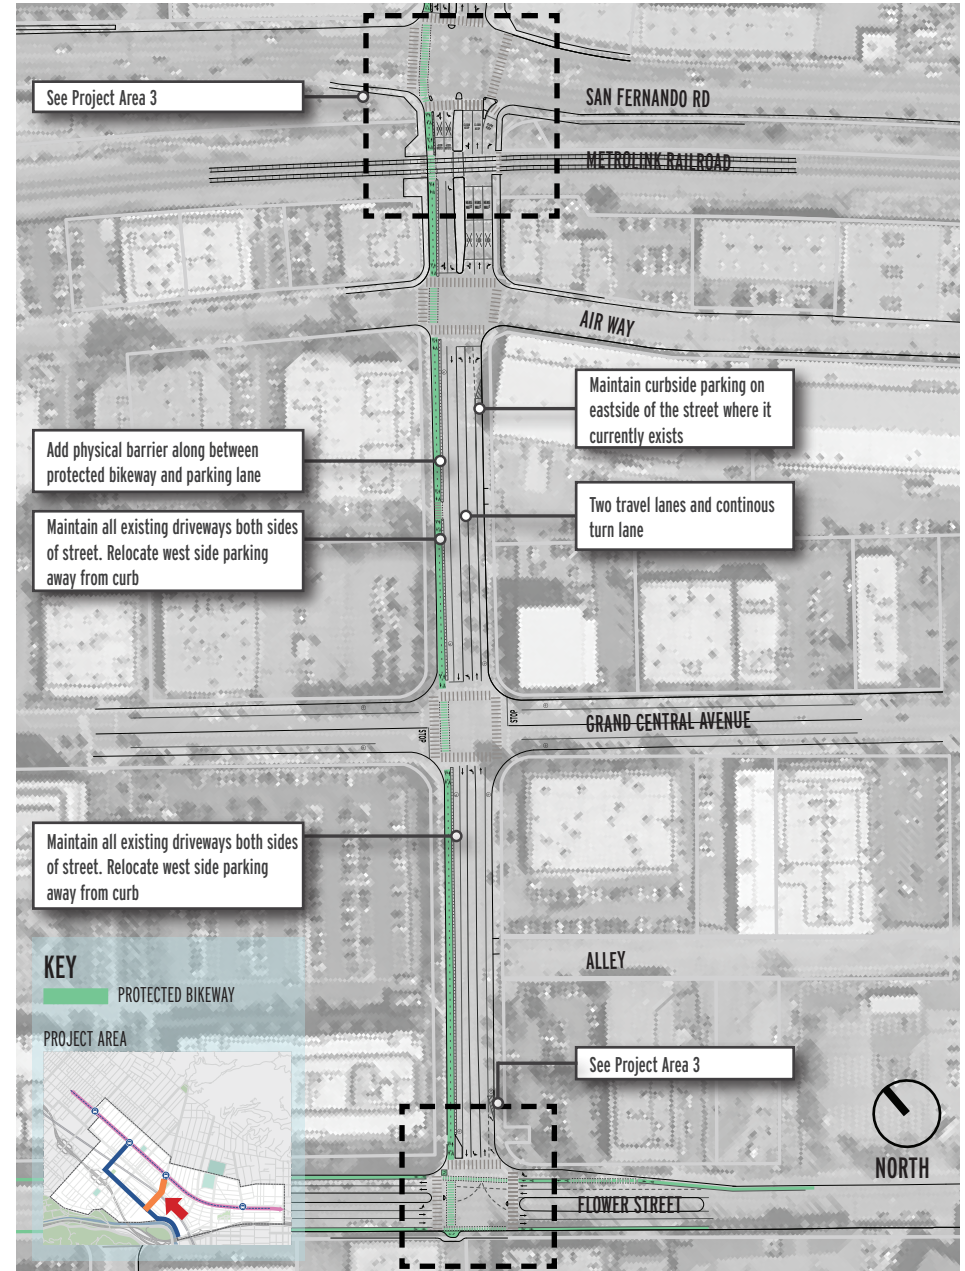 See Project Area 3
SAN FERNANDO RD
METROLINK RAILROAD
AIR WAY
Maintain curbside parking on
eastside of the street where it
currently exists
Add physical barrier along between
protected bikeway and parking lane
Two travel lanes and continous
turn lane
Maintain all existing driveways both sides
of street. Relocate west side parking
away from curb
STOP
GRAND CENTRAL AVENUE
STOP
Maintain all existing driveways both sides
of street. Relocate west side parking
away from curb
KEY
PROTECTED BIKEWAY
PROJECT AREA
ALLEY
See Project Area 3
NORTH
FLOWER STREET